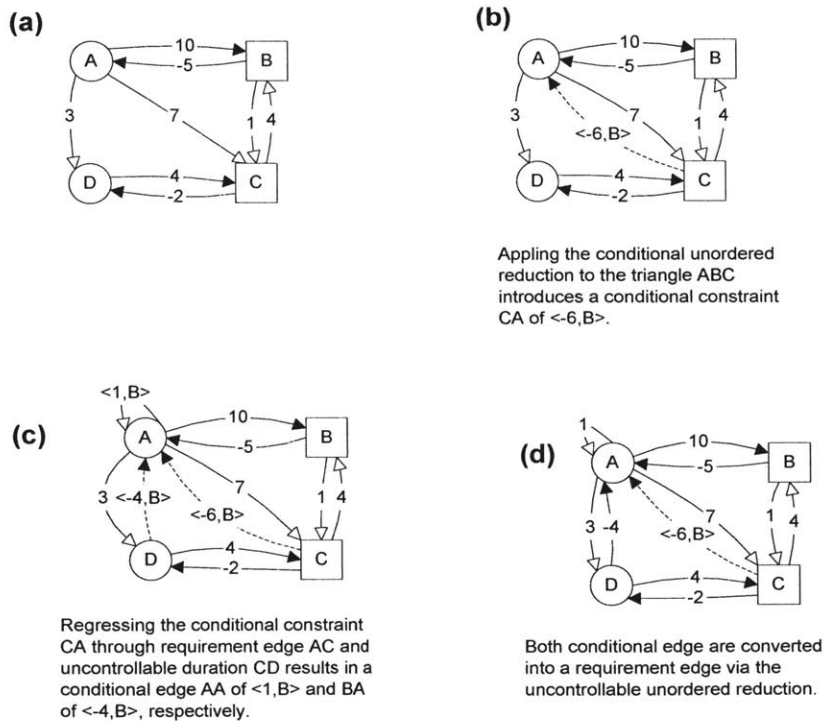 (a)
A
10
-5
B
3
7
1
4
D
4
-2
C
(b)
A
10
-5
B
3
7
<-6,B>
1
4
D
4
-2
C
Appling the conditional unordered
reduction to the triangle ABC
introduces a conditional constraint
CA of <-6,B>.
(c)
<1,B>
A
10
-5
B
3
<-4,B>
7
<-6,B>
1
4
D
4
-2
C
Regressing the conditional constraint
CA through requirement edge AC and
uncontrollable duration CD results in a
conditional edge AA of <1,B> and BA
of <-4,B>, respectively.
(d)
1
A
10
-5
B
3
-4
7
<-6,B>
1
4
D
4
-2
C
Both conditional edge are converted
into a requirement edge via the
uncontrollable unordered reduction.